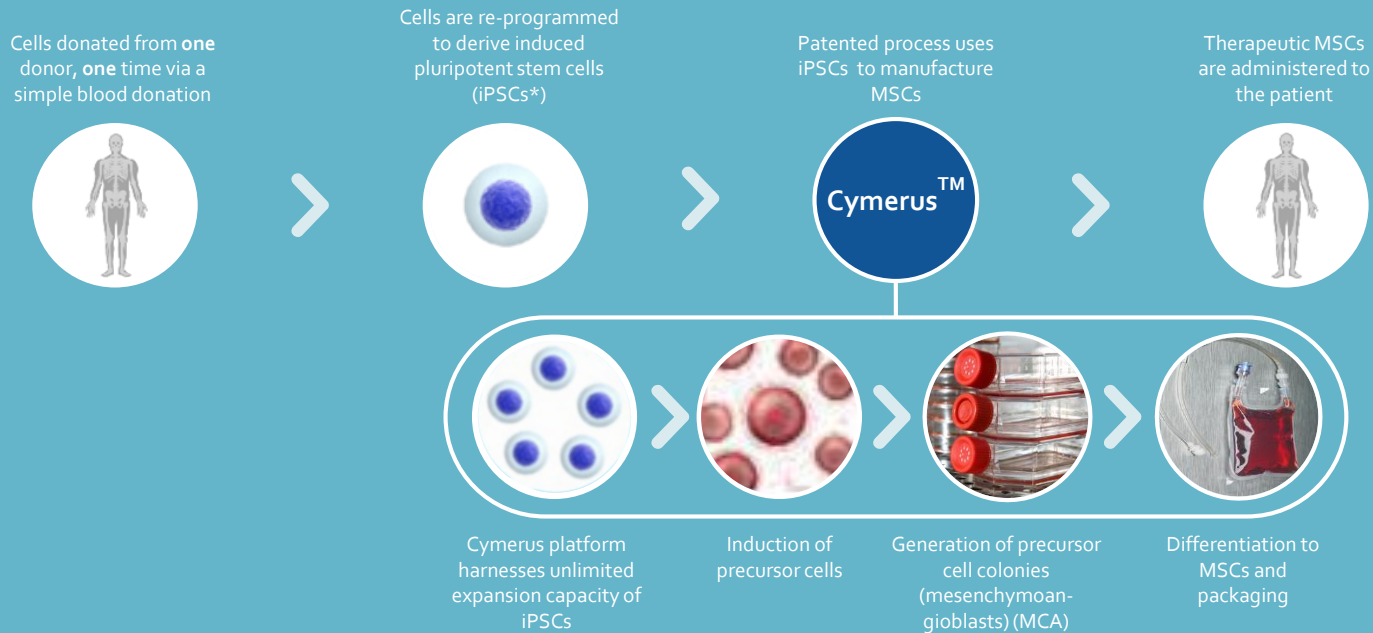 Cells donated from one
donor, one time via a
simple blood donation
Cells are re-programmed
to derive induced
pluripotent stem cells
(iPSCs*)
Patented process uses
iPSCs to manufacture
MSCs
Therapeutic MSCs
are administered to
the patient
Cymerus™
Cymerus platform
harnesses unlimited
expansion capacity of
iPSCs
Induction of
precursor cells
Generation of precursor
cell colonies
(mesenchymoan-
gioblasts) (MCA)
Differentiation to
MSCs and
packaging